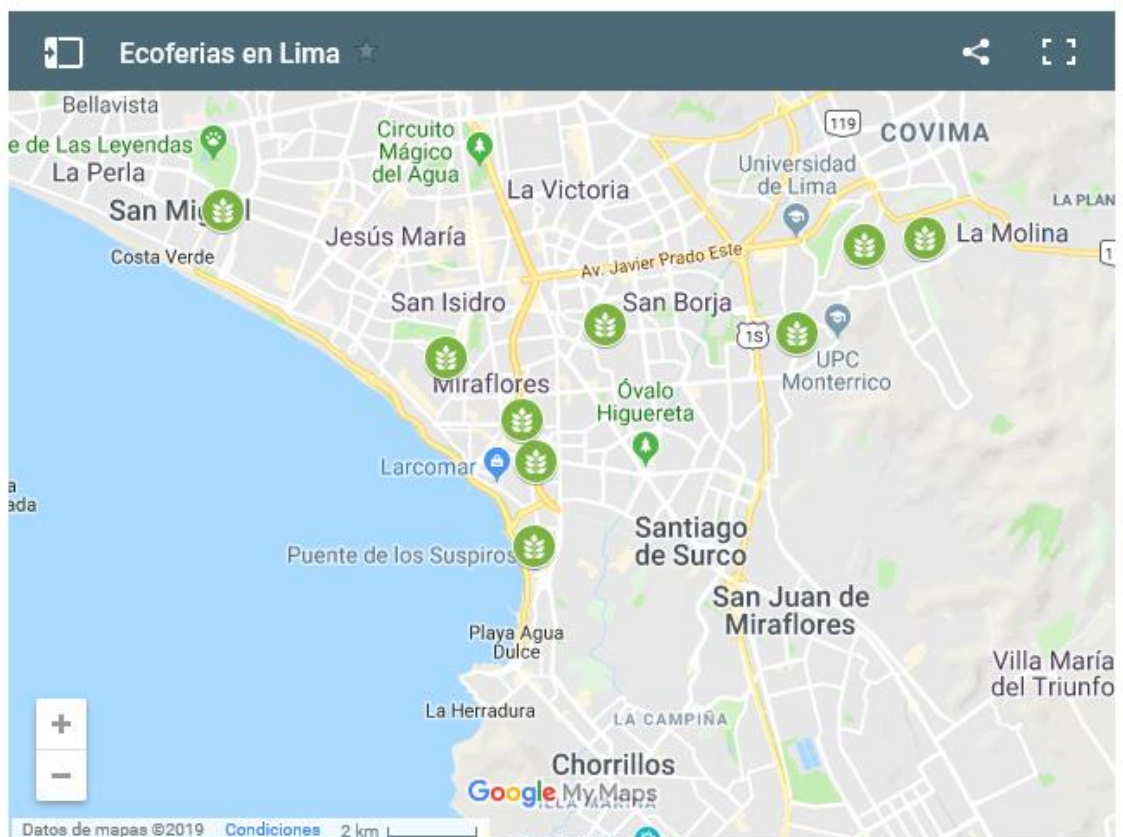 Ecoferias en Lima
Bellavista
e de Las Leyendas
Circuito
Mágico
del Agua
119
COVIMA
La Perla
La Victoria
Universidad
de Lima
LA PLAN
San Mi l
Jesús María
La Molina
Costa Verde
Av. Javier Prado Este
1
San Isidro
San Borja
1S
UPC
Monterrico
Miraflores
Óvalo
Higuereta
Larcomar
a
ada
Santiago
de Surco
Puente de los Suspiros
San Juan de
Miraflores
Playa Agua
Dulce
Villa María
del Triunfo
La Herradura
LA CAMPIÑA
+
Chorrillos
−
Google My Maps
Datos de mapas ©2019 Condiciones 2 km